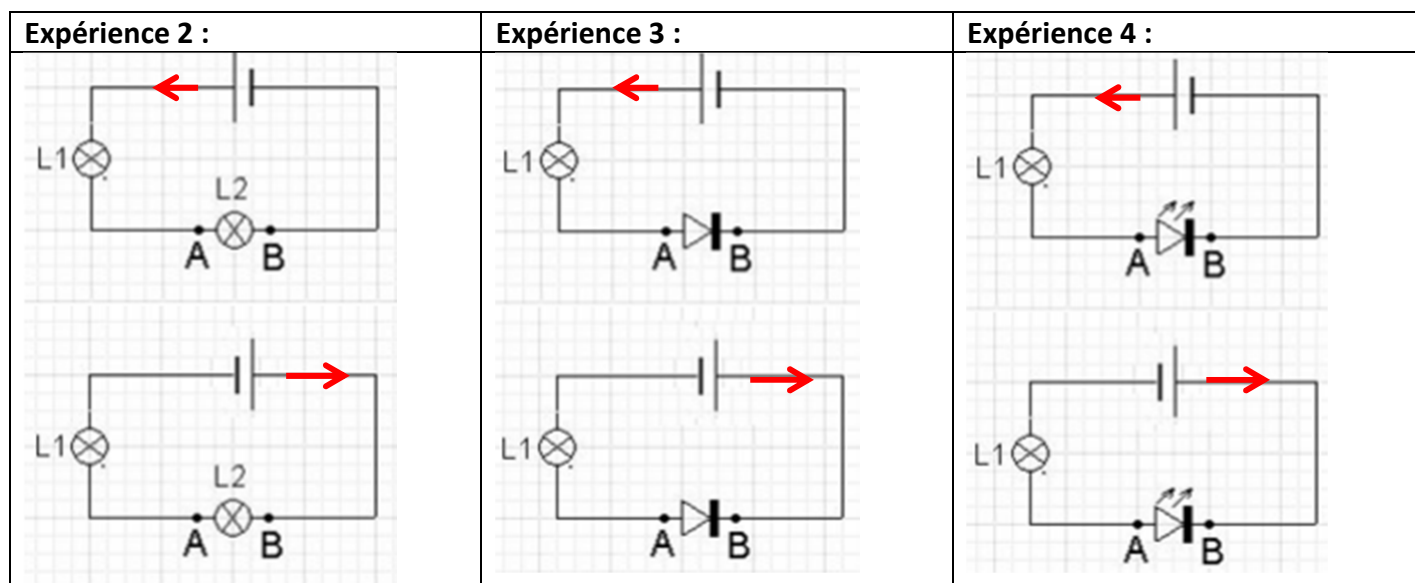 Expérience 2 :
Expérience 3 :
Expérience 4 :
L1
L2
A B
L1
A B
L1
A B
L1
L2
A B
L1
A B
L1
A B